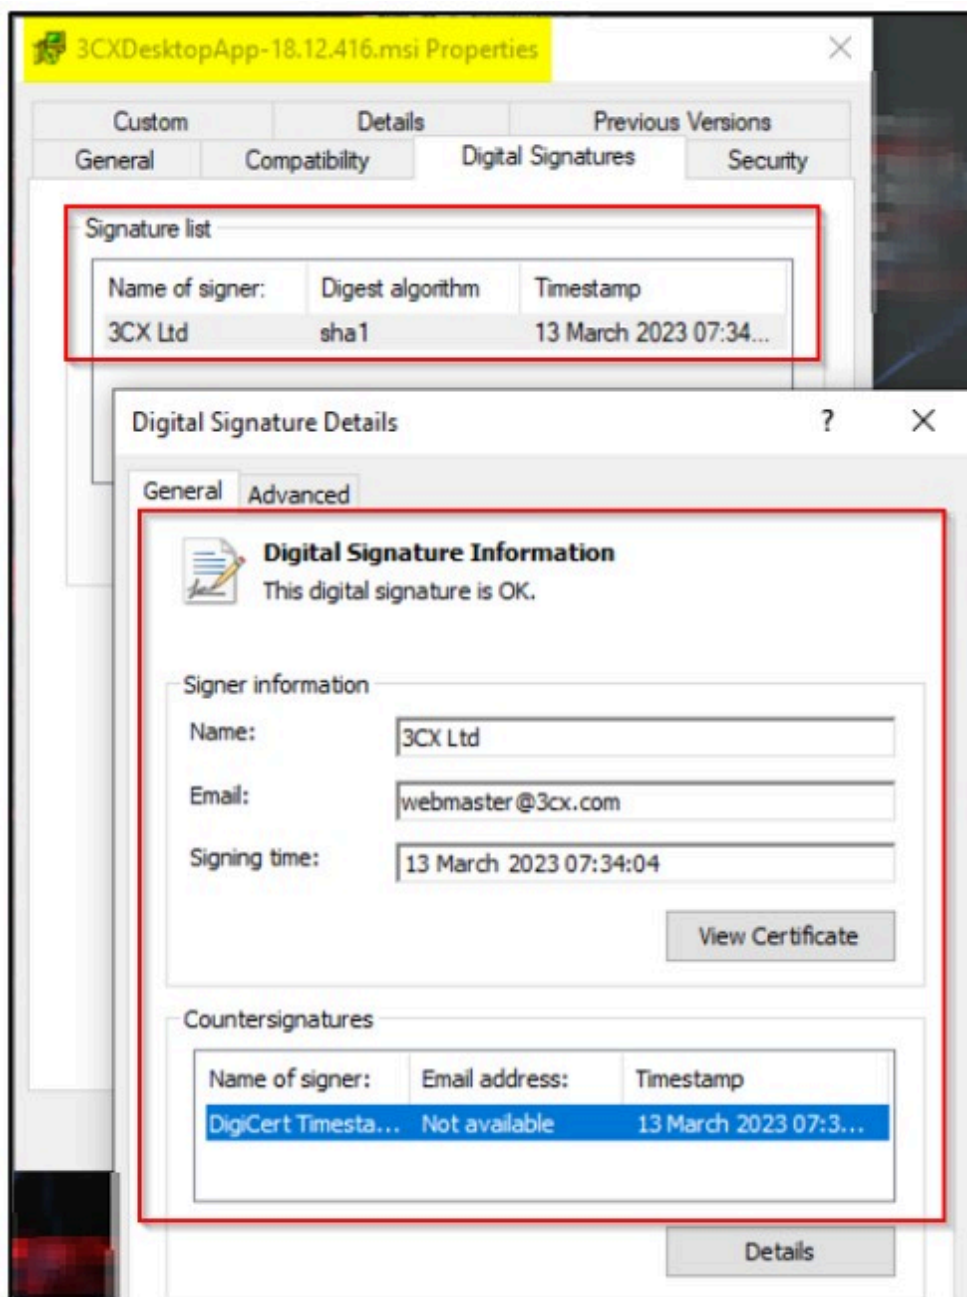 3CXDesktopApp-18.12.416.msi Properties
Custom Details Previous Versions
General Compatibility Digital Signatures Security
Signature list
Name of signer: Digest algorithm Timestamp
3CX Ltd sha1 13 March 2023 07:34...
Digital Signature Details ?
General Advanced
Digital Signature Information
This digital signature is OK.
Signer information
Name: 3CX Ltd
Email: webmaster@3cx.com
Signing time: 13 March 2023 07:34:04
View Certificate
Countersignatures
Name of signer: Email address: Timestamp
DigiCert Timesta... Not available 13 March 2023 07:3...
Details